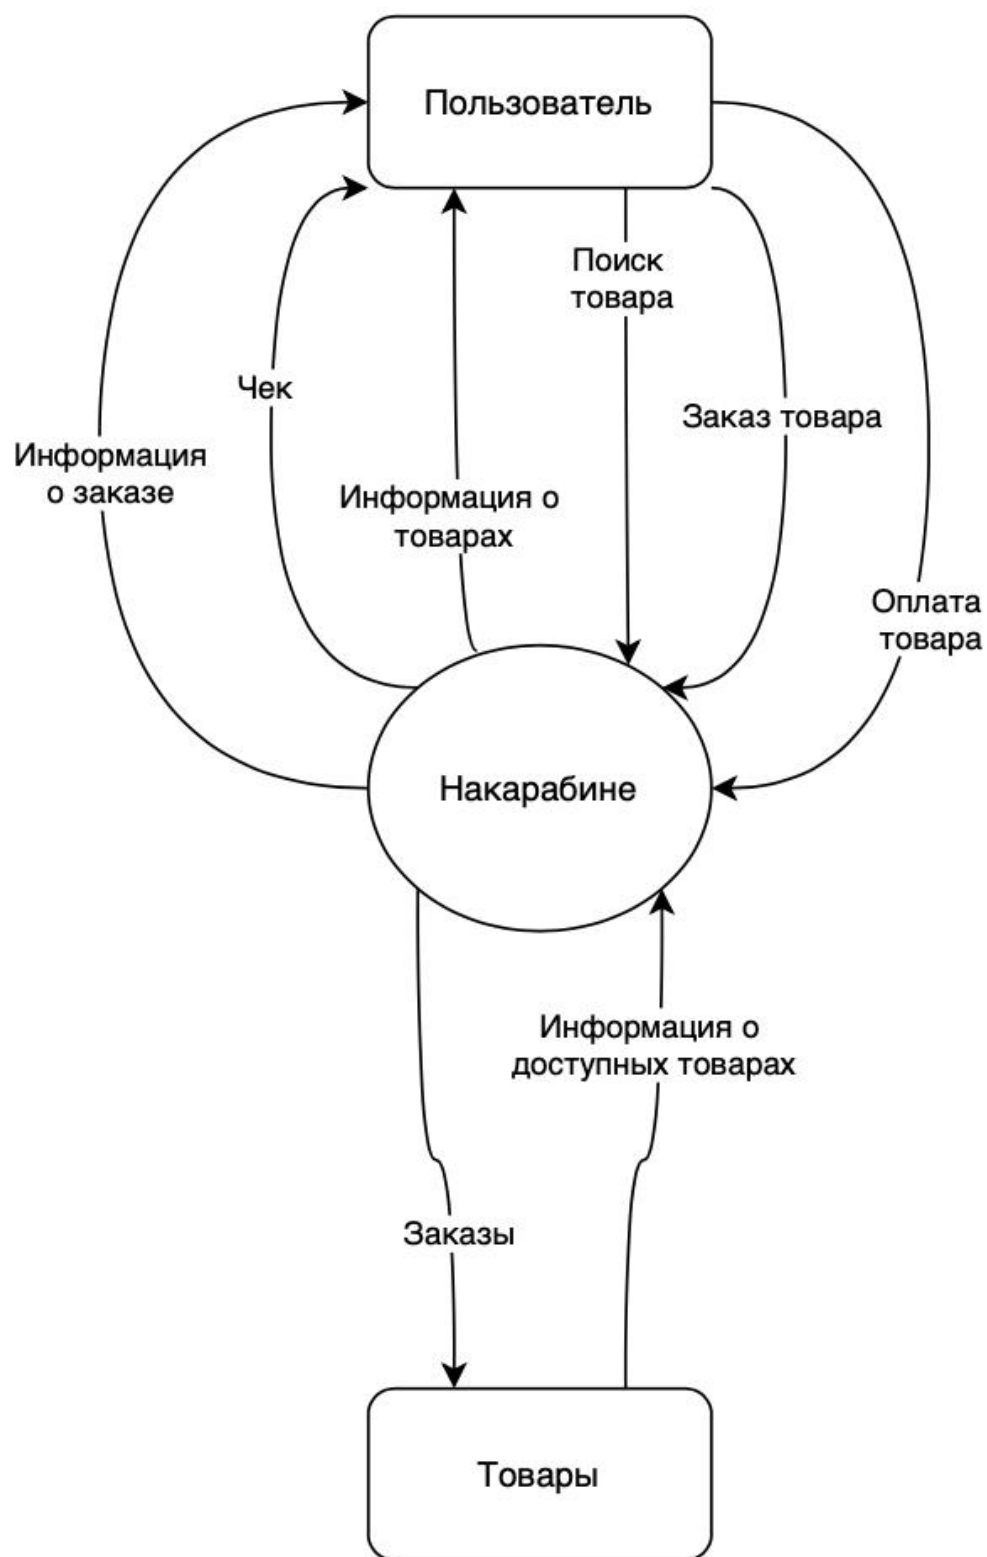 Пользователь
Поиск
товара
Чек
Заказ товара
Информация
о заказе
Информация о
товарах
Оплата
товара
Накарабине
Информация о
доступных товарах
Заказы
Товары